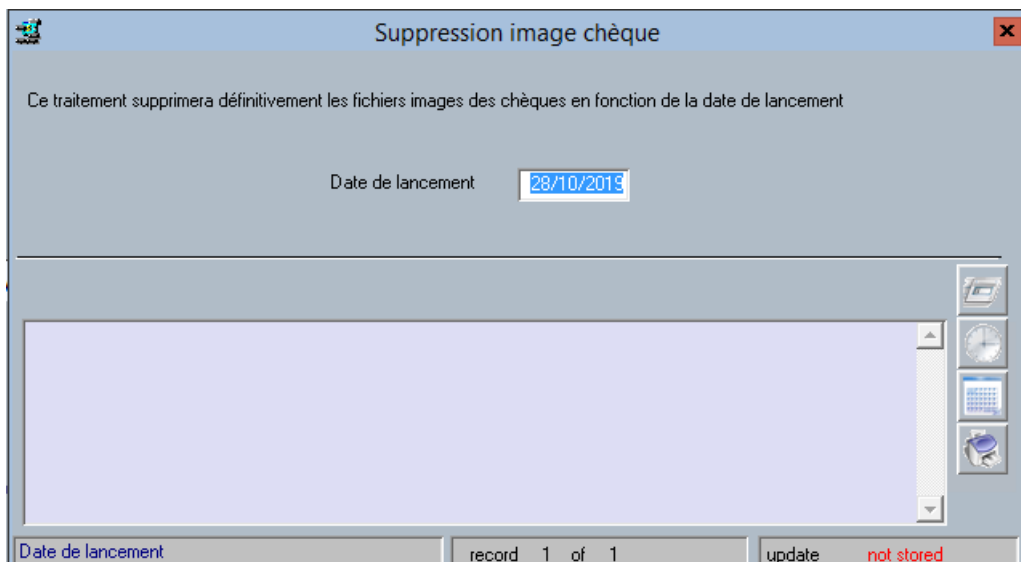 Suppression image chèque
Ce traitement supprimera définitivement les fichiers images des chèques en fonction de la date de lancement
Date de lancement 28/10/2019
Date de lancement record 1 of 1 update not stored